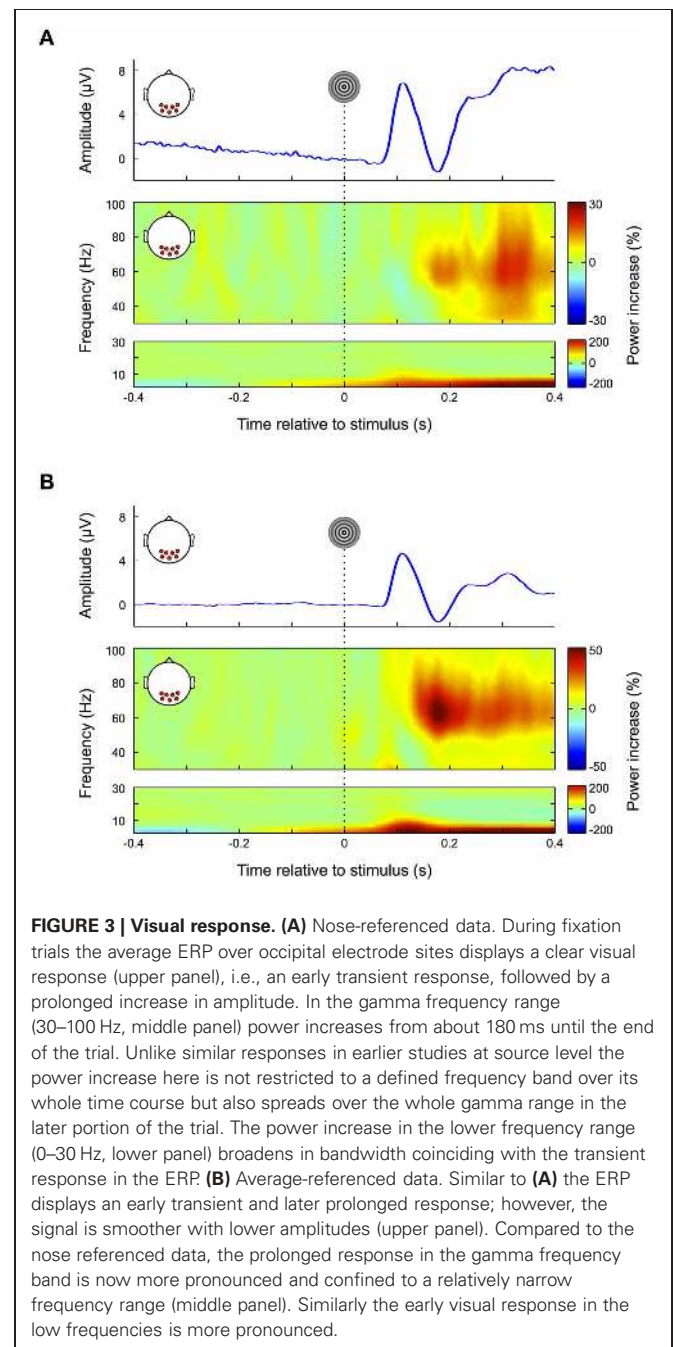 A
Amplitude (μV)
8
4
0
Frequency (Hz)
100
80
60
40
30
0
-30
Power increase (%)
30
20
10
200
0
-200
-0.4
-0.2
0
0.2
0.4
Time relative to stimulus (s)
B
Amplitude (μV)
8
4
0
Frequency (Hz)
100
80
60
40
50
0
-50
Power increase (%)
30
20
10
200
0
-200
-0.4
-0.2
0
0.2
0.4
Time relative to stimulus (s)
FIGURE 3 | Visual response. (A) Nose-referenced data. During fixation
trials the average ERP over occipital electrode sites displays a clear visual
response (upper panel), i.e., an early transient response, followed by a
prolonged increase in amplitude. In the gamma frequency range
(30–100 Hz, middle panel) power increases from about 180 ms until the end
of the trial. Unlike similar responses in earlier studies at source level the
power increase here is not restricted to a defined frequency band over its
whole time course but also spreads over the whole gamma range in the
later portion of the trial. The power increase in the lower frequency range
(0–30 Hz, lower panel) broadens in bandwidth coinciding with the transient
response in the ERP. (B) Average-referenced data. Similar to (A) the ERP
displays an early transient and later prolonged response; however, the
signal is smoother with lower amplitudes (upper panel). Compared to the
nose referenced data, the prolonged response in the gamma frequency
band is now more pronounced and confined to a relatively narrow
frequency range (middle panel). Similarly the early visual response in the
low frequencies is more pronounced.